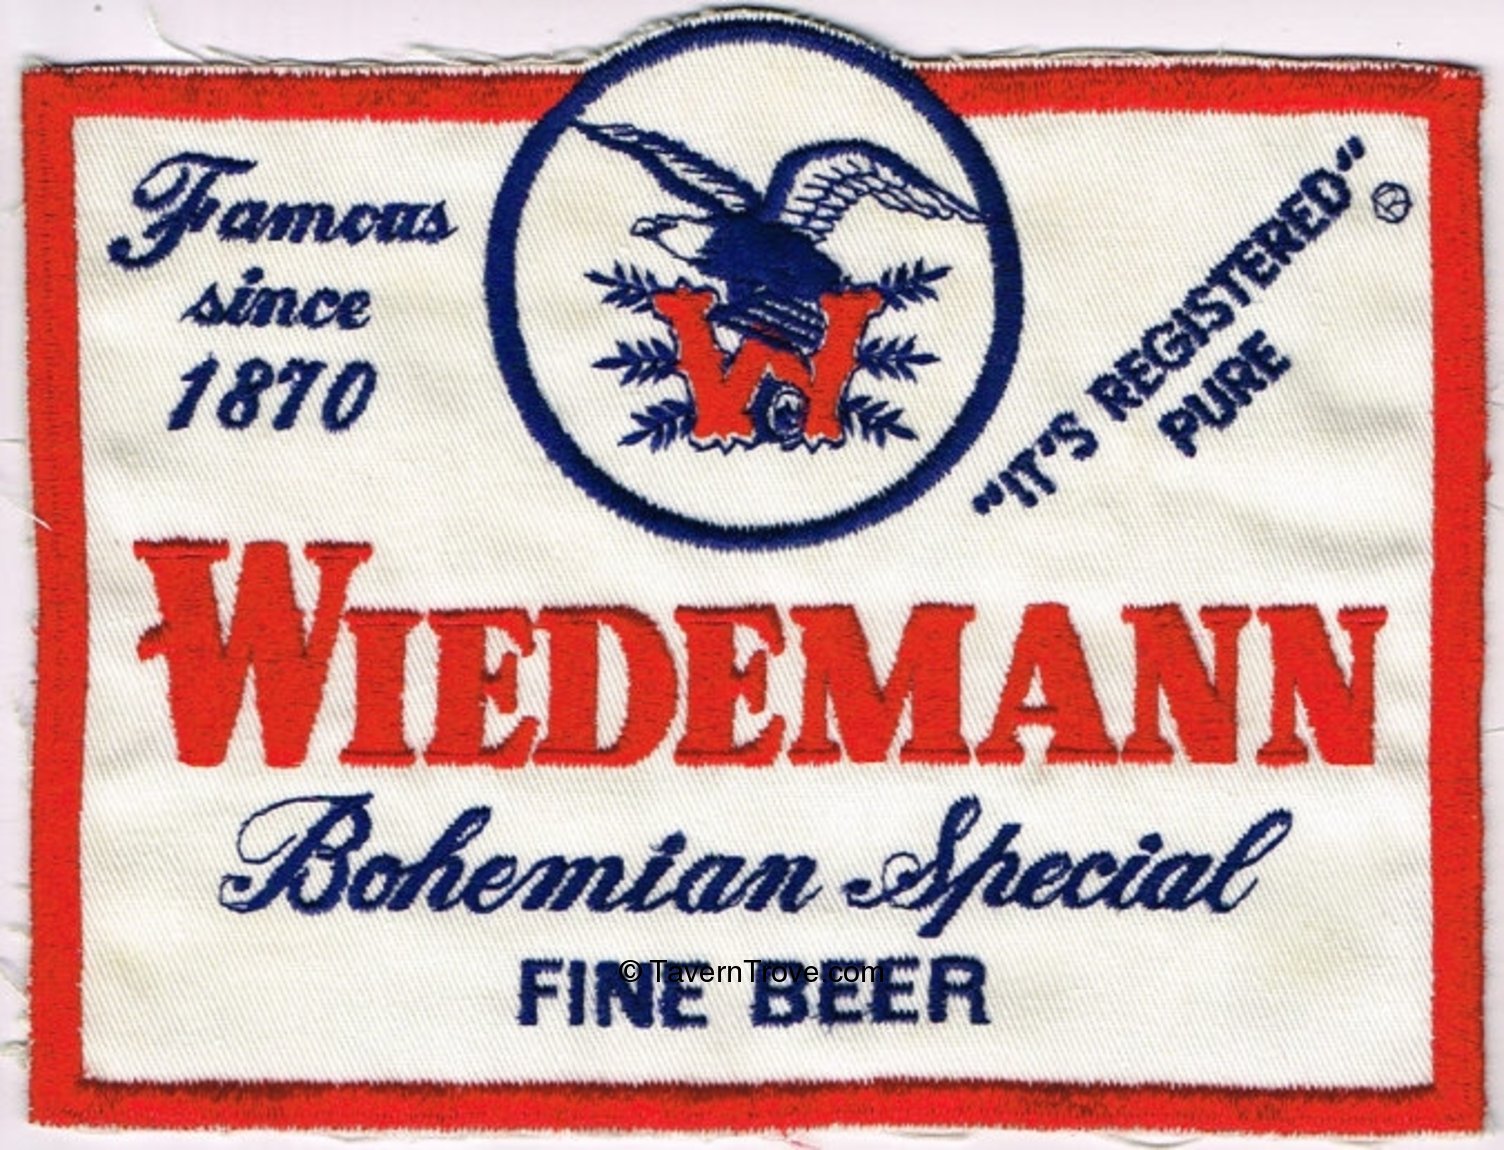 Famous
since
1870
W
"IT'S REGISTERED"
PURE
®
WIEDEMANN
Bohemian Special
FINE BEER
© TavernTrove.com